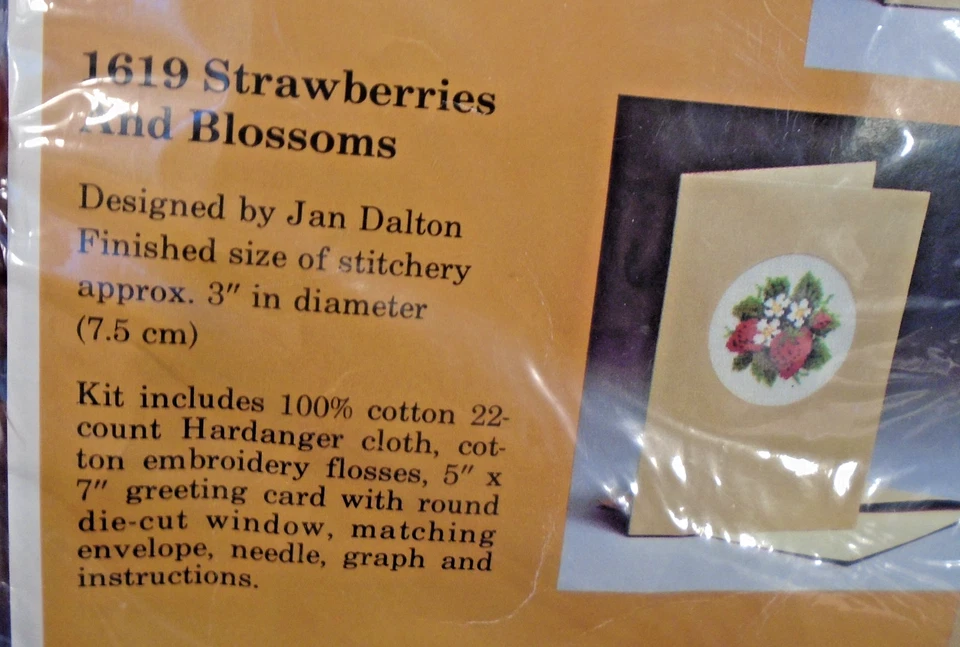 1619 Strawberries
And Blossoms
Designed by Jan Dalton
Finished size of stitchery
approx. 3" in diameter
(7.5 cm)
Kit includes 100% cotton 22-
count Hardanger cloth, cot-
ton embroidery flosses, 5" x
7" greeting card with round
die-cut window, matching
envelope, needle, graph and
instructions.